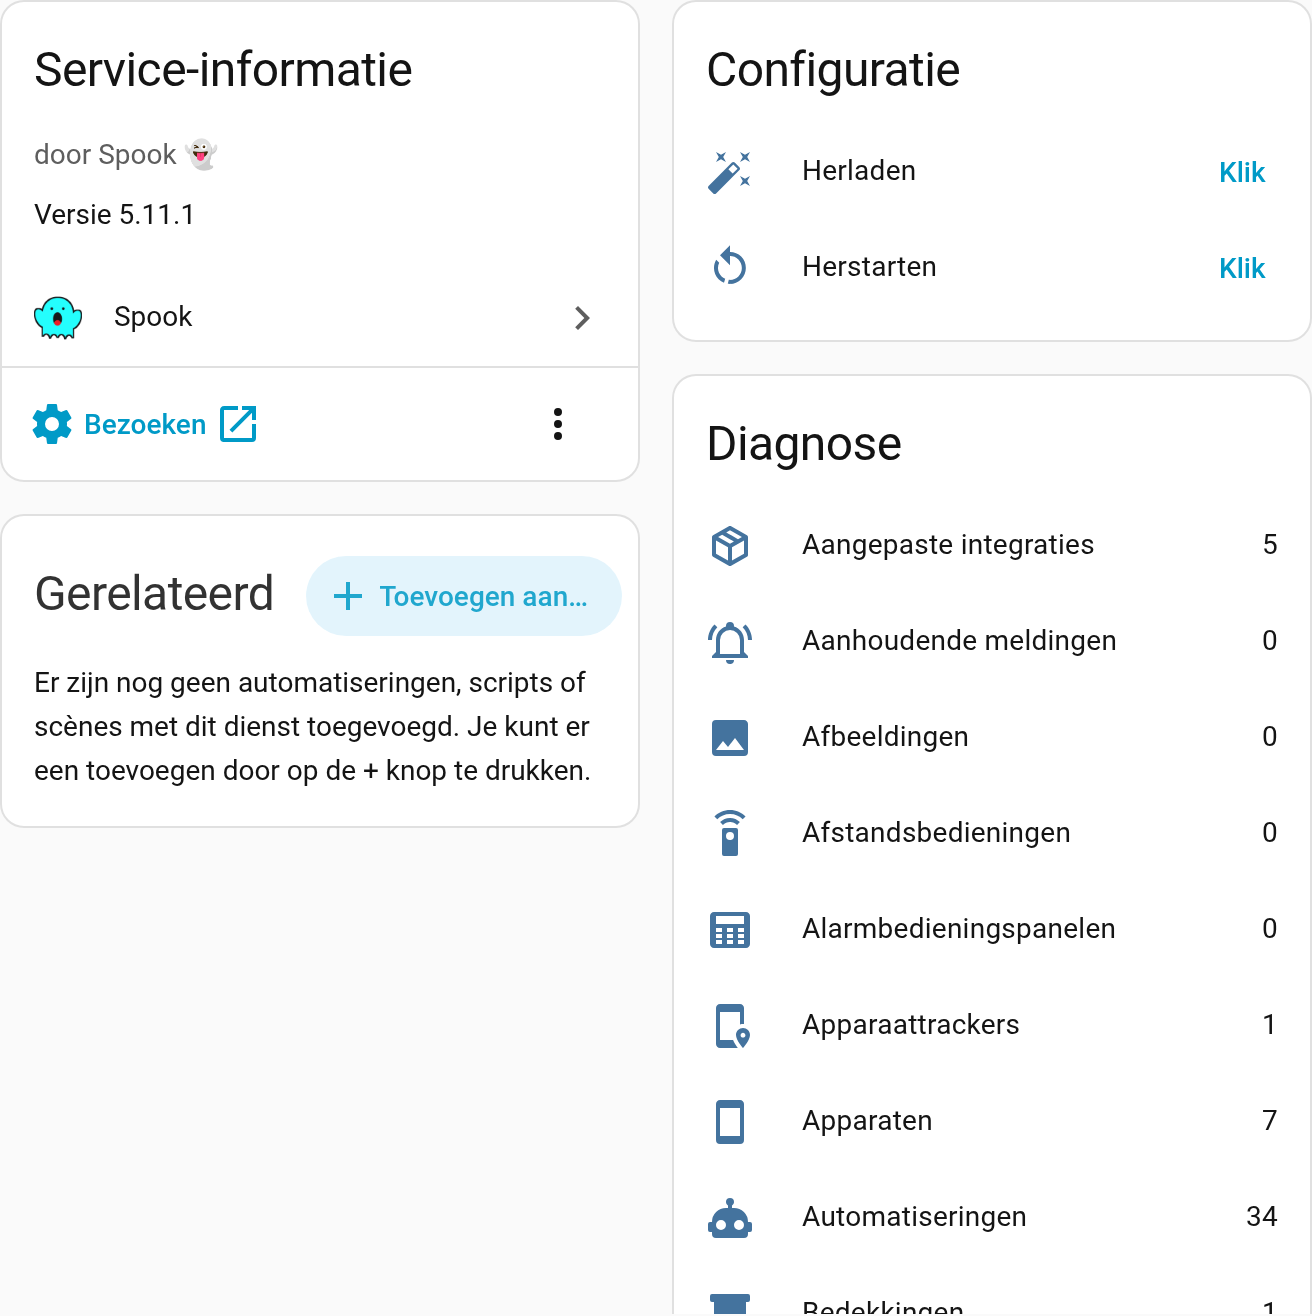 Service-informatie
door Spook 👻
Versie 5.11.1
Spook
Bezoeken
Gerelateerd
Toevoegen aan...
Er zijn nog geen automatiseringen, scripts of
scènes met dit dienst toegevoegd. Je kunt er
een toevoegen door op de + knop te drukken.
Configuratie
Herladen Klik
Herstarten Klik
Diagnose
Aangepaste integraties 5
Aanhoudende meldingen 0
Afbeeldingen 0
Afstandsbedieningen 0
Alarmbedieningspanelen 0
Apparaattrackers 1
Apparaten 7
Automatiseringen 34
Bedekkingen 1